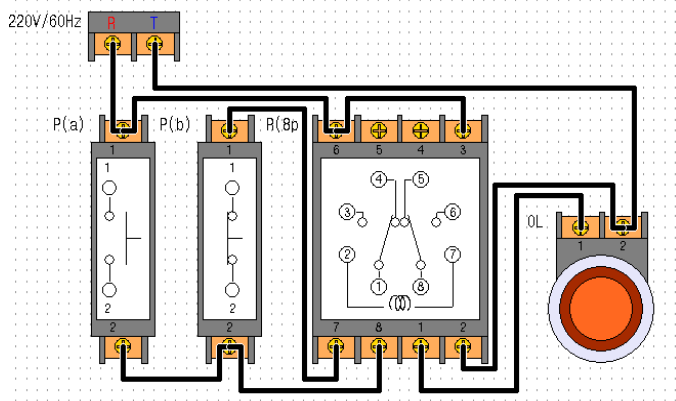 220V/60Hz R T
P(a) P(b) R(8p
1 1 6 5 4 3
1 1
④ ⑤
③ ⑥
② ⑦
① ⑧
2 2
2 2 7 8 1 2
OL
1 2